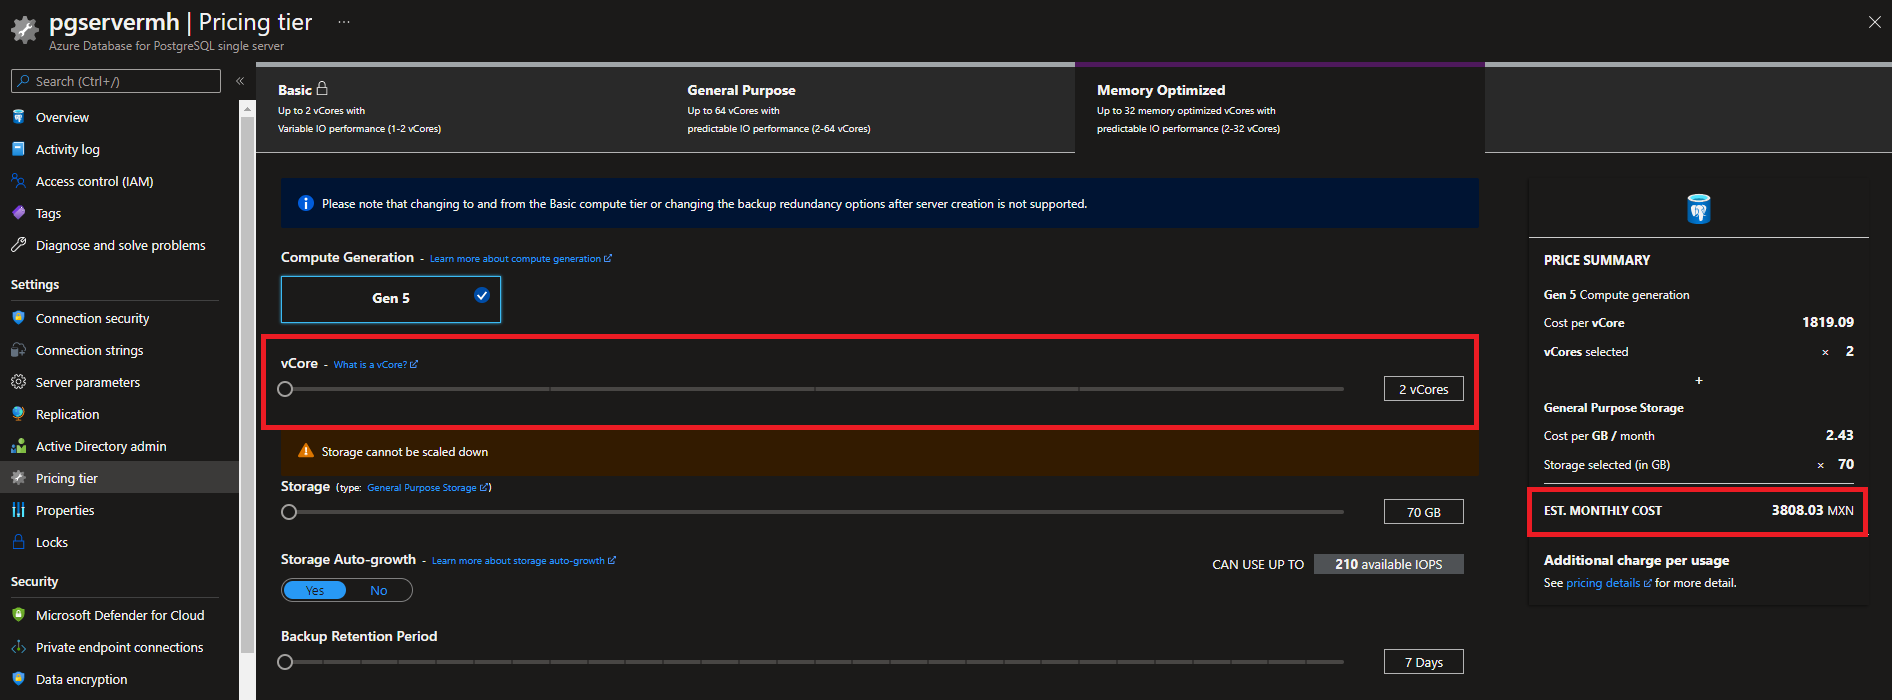 pgservermh | Pricing tier ...
Azure Database for PostgreSQL single server
Search (Ctrl+/)
«
Overview
Activity log
Access control (IAM)
Tags
Diagnose and solve problems
Settings
Connection security
Connection strings
Server parameters
Replication
Active Directory admin
Pricing tier
Properties
Locks
Security
Microsoft Defender for Cloud
Private endpoint connections
Data encryption
Basic
Up to 2 vCores with
Variable IO performance (1-2 vCores)
General Purpose
Up to 64 vCores with
predictable IO performance (2-64 vCores)
Memory Optimized
Up to 32 memory optimized vCores with
predictable IO performance (2-32 vCores)
Please note that changing to and from the Basic compute tier or changing the backup redundancy options after server creation is not supported.
Compute Generation - Learn more about compute generation
Gen 5
vCore - What is a vCore?
2 vCores
Storage cannot be scaled down
Storage (type: General Purpose Storage)
70 GB
Storage Auto-growth - Learn more about storage auto-growth
CAN USE UP TO 210 available IOPS
Yes No
Backup Retention Period
7 Days
PRICE SUMMARY
Gen 5 Compute generation
Cost per vCore 1819.09
vCores selected × 2
+
General Purpose Storage
Cost per GB / month 2.43
Storage selected (in GB) × 70
EST. MONTHLY COST 3808.03 MXN
Additional charge per usage
See pricing details for more detail.